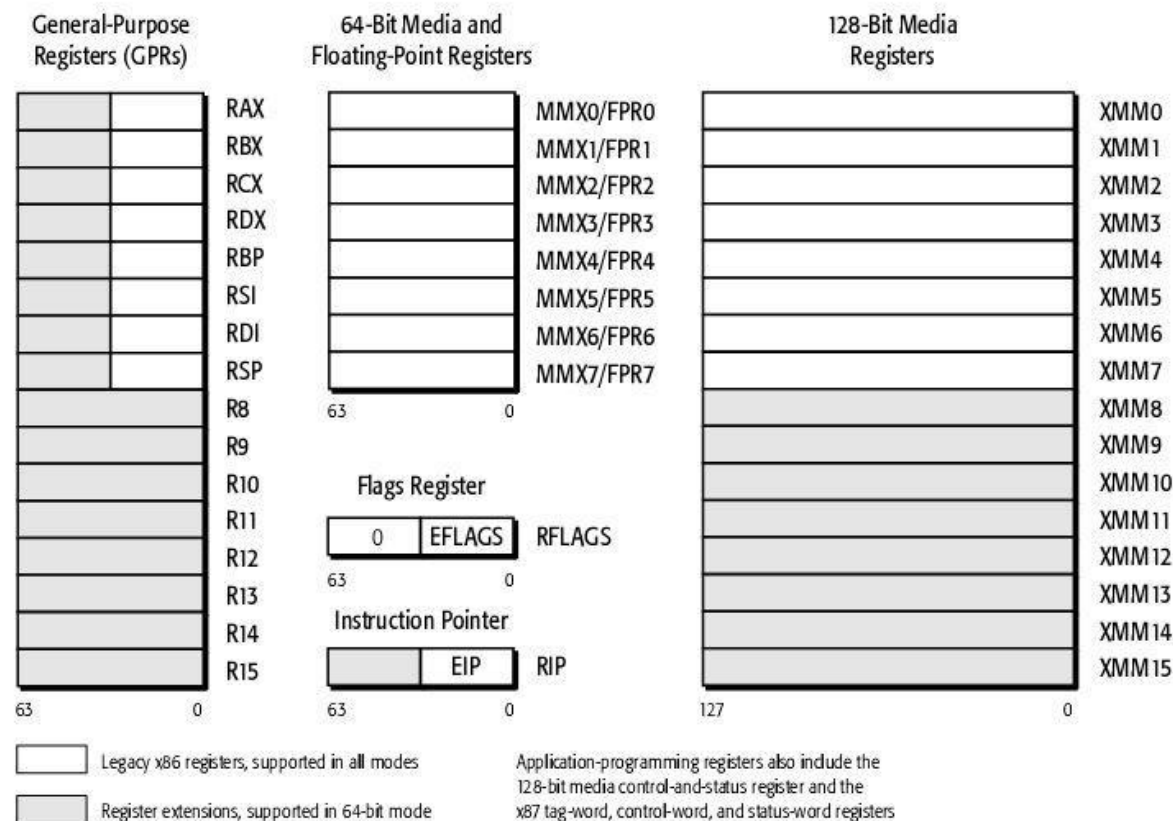 General-Purpose
Registers (GPRs)
RAX
RBX
RCX
RDX
RBP
RSI
RDI
RSP
R8
R9
R10
R11
R12
R13
R14
R15
63 0
64-Bit Media and
Floating-Point Registers
MMX0/FPR0
MMX1/FPR1
MMX2/FPR2
MMX3/FPR3
MMX4/FPR4
MMX5/FPR5
MMX6/FPR6
MMX7/FPR7
63 0
Flags Register
0 EFLAGS RFLAGS
63 0
Instruction Pointer
EIP RIP
63 0
128-Bit Media
Registers
XMM0
XMM1
XMM2
XMM3
XMM4
XMM5
XMM6
XMM7
XMM8
XMM9
XMM10
XMM11
XMM12
XMM13
XMM14
XMM15
127 0
Legacy x86 registers, supported in all modes
Register extensions, supported in 64-bit mode
Application-programming registers also include the
128-bit media control-and-status register and the
x87 tag-word, control-word, and status-word registers